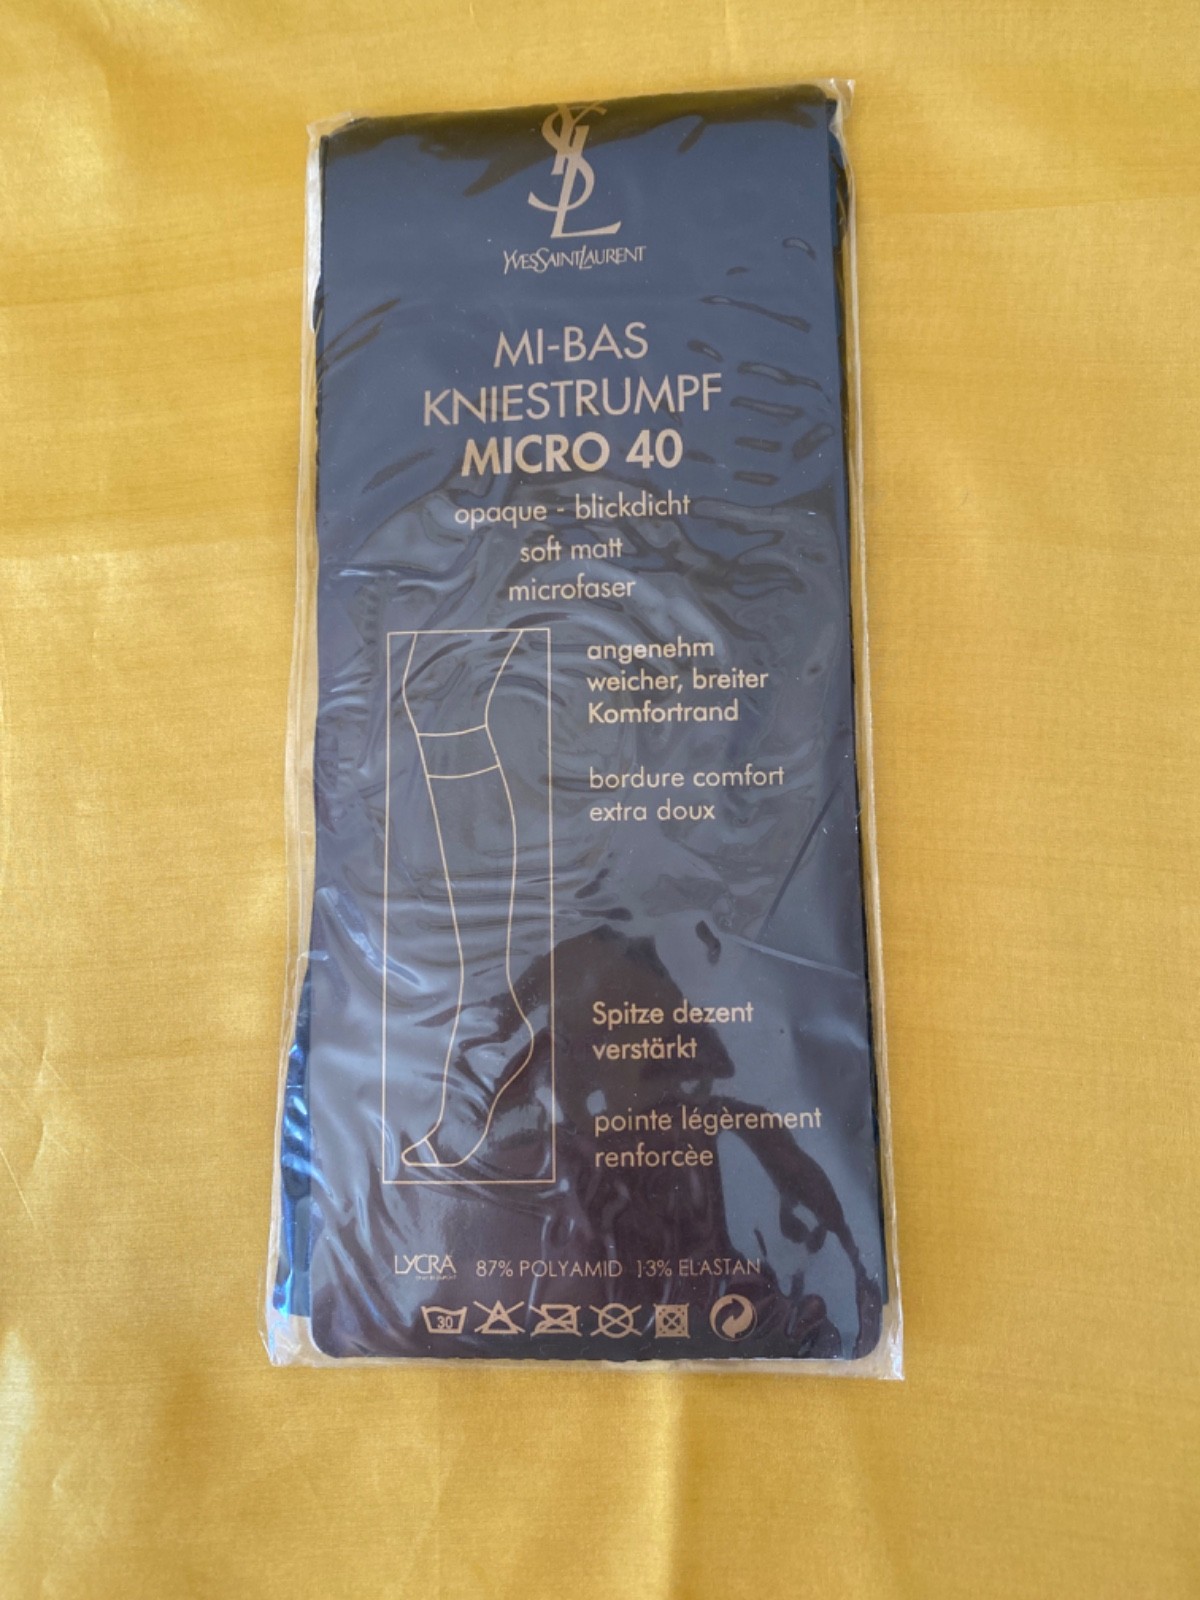 YSL
YVESSAINTLAURENT
MI-BAS
KNIESTRUMPF
MICRO 40
opaque - blickdicht
soft matt
microfaser
angenehm
weicher, breiter
Komfortrand
bordure comfort
extra doux
Spitze dezent
verstärkt
pointe légèrement
renforcèe
LYCRA 87% POLYAMID 13% ELASTAN
30